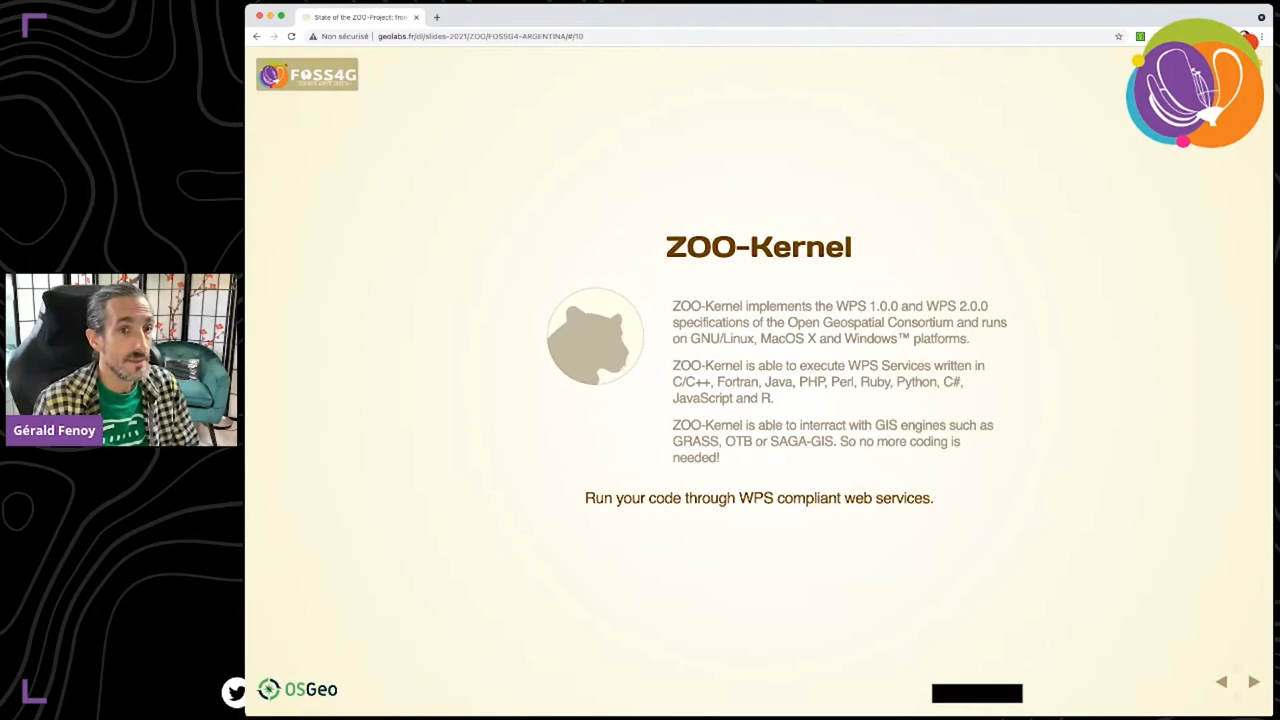 State of the ZOO-Project: from
Non sécurisé
geolabs.fr/dl/slides-2021/ZOO/FOSSG4-ARGENTINA/#/10
FOSS4G
ZOO-Kernel
ZOO-Kernel implements the WPS 1.0.0 and WPS 2.0.0
specifications of the Open Geospatial Consortium and runs
on GNU/Linux, MacOS X and Windows™ platforms.
ZOO-Kernel is able to execute WPS Services written in
C/C++, Fortran, Java, PHP, Perl, Ruby, Python, C#,
JavaScript and R.
ZOO-Kernel is able to interract with GIS engines such as
GRASS, OTB or SAGA-GIS. So no more coding is
needed!
Run your code through WPS compliant web services.
Gérald Fenoy
OSGeo